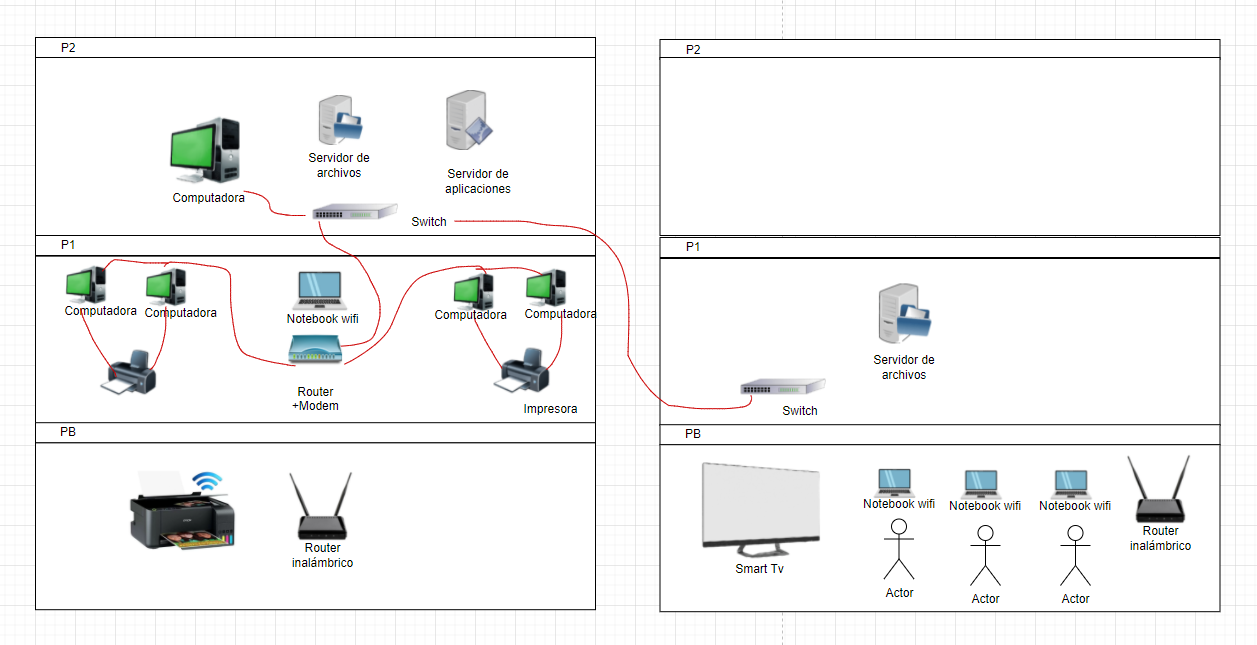 P2
Computadora
Servidor de
archivos
Servidor de
aplicaciones
Switch
P1
Computadora
Computadora
Notebook wifi
Router
+Modem
Computadora
Computadora
Impresora
PB
Router
inalámbrico
P2
P1
Servidor de
archivos
Switch
PB
Smart Tv
Notebook wifi
Notebook wifi
Notebook wifi
Actor
Actor
Actor
Router
inalámbrico